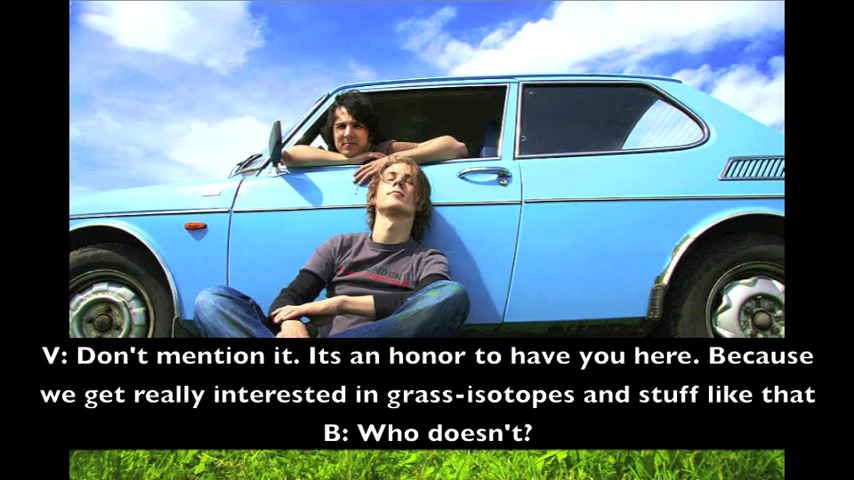 INDEPENDENT
V: Don't mention it. Its an honor to have you here. Because
we get really interested in grass-isotopes and stuff like that
B: Who doesn't?